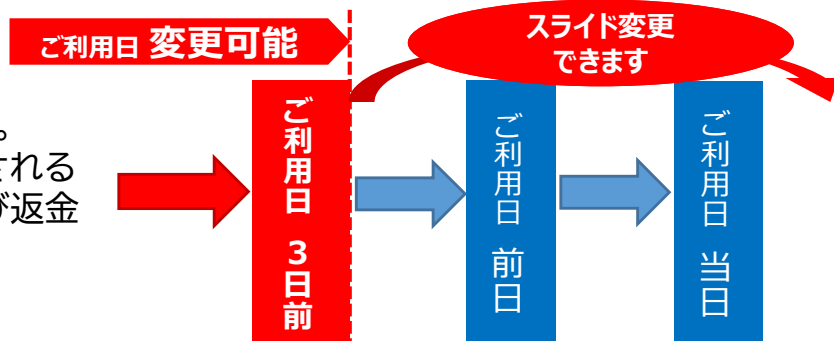 ご利用日 変更可能
スライド変更
できます
。
される
び返金
ご利用日 3日前
ご利用日 前日
ご利用日 当日